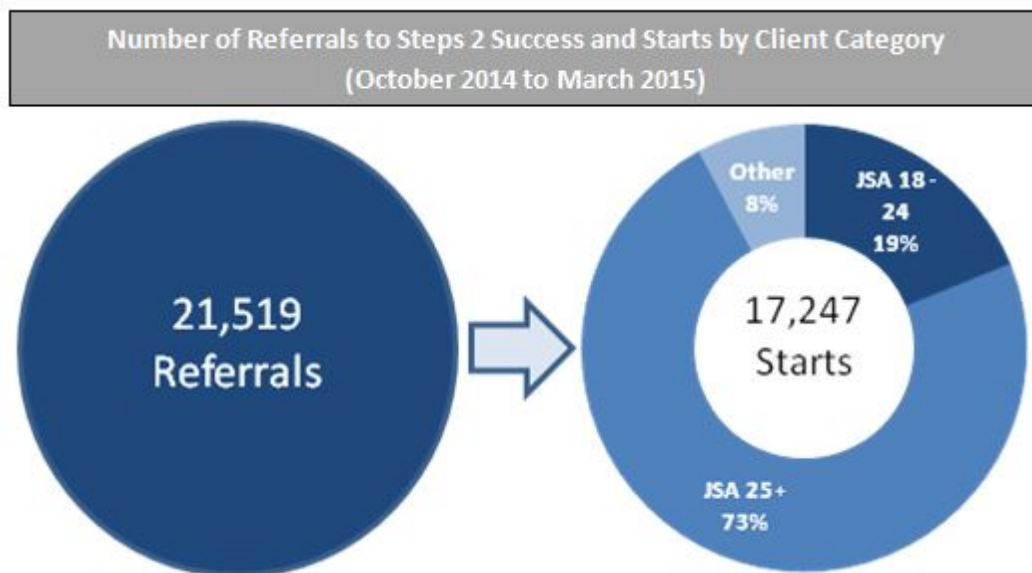 Number of Referrals to Steps 2 Success and Starts by Client Category
(October 2014 to March 2015)
21,519
Referrals
17,247
Starts
Other
8%
JSA 18 -
24
19%
JSA 25+
73%